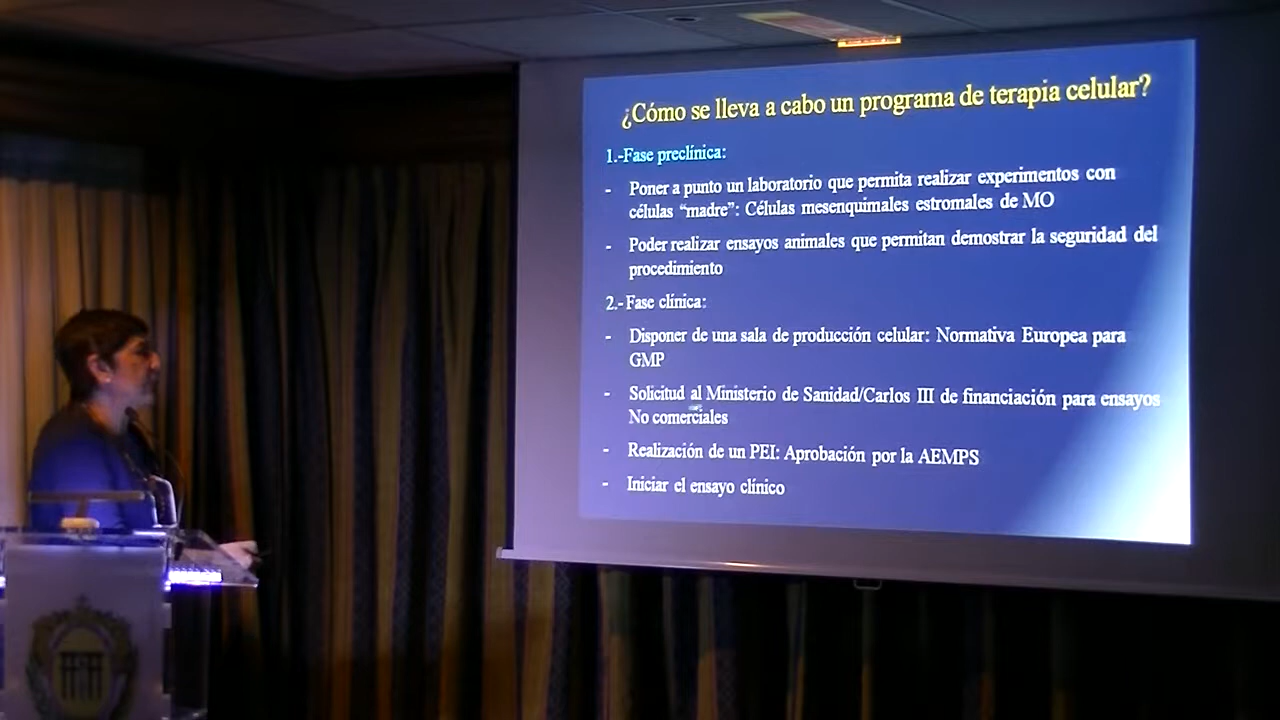 ¿Cómo se lleva a cabo un programa de terapia celular?
1.-Fase preclínica:
- Poner a punto un laboratorio que permita realizar experimentos con
células “madre”: Células mesenquimales estromales de MO
- Poder realizar ensayos animales que permitan demostrar la seguridad del
procedimiento
2.- Fase clínica:
- Disponer de una sala de producción celular: Normativa Europea para
GMP
- Solicitud al Ministerio de Sanidad/Carlos III de financiación para ensayos
No comerciales
- Realización de un PEI: Aprobación por la AEMPS
- Iniciar el ensayo clínico